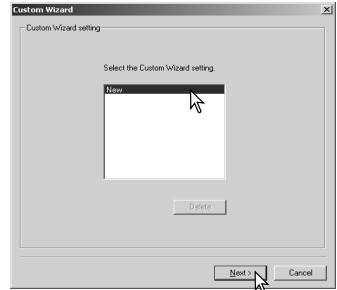 Custom Wizard
Custom Wizard setting
Select the Custom Wizard setting.
New
Delete
Next >
Cancel